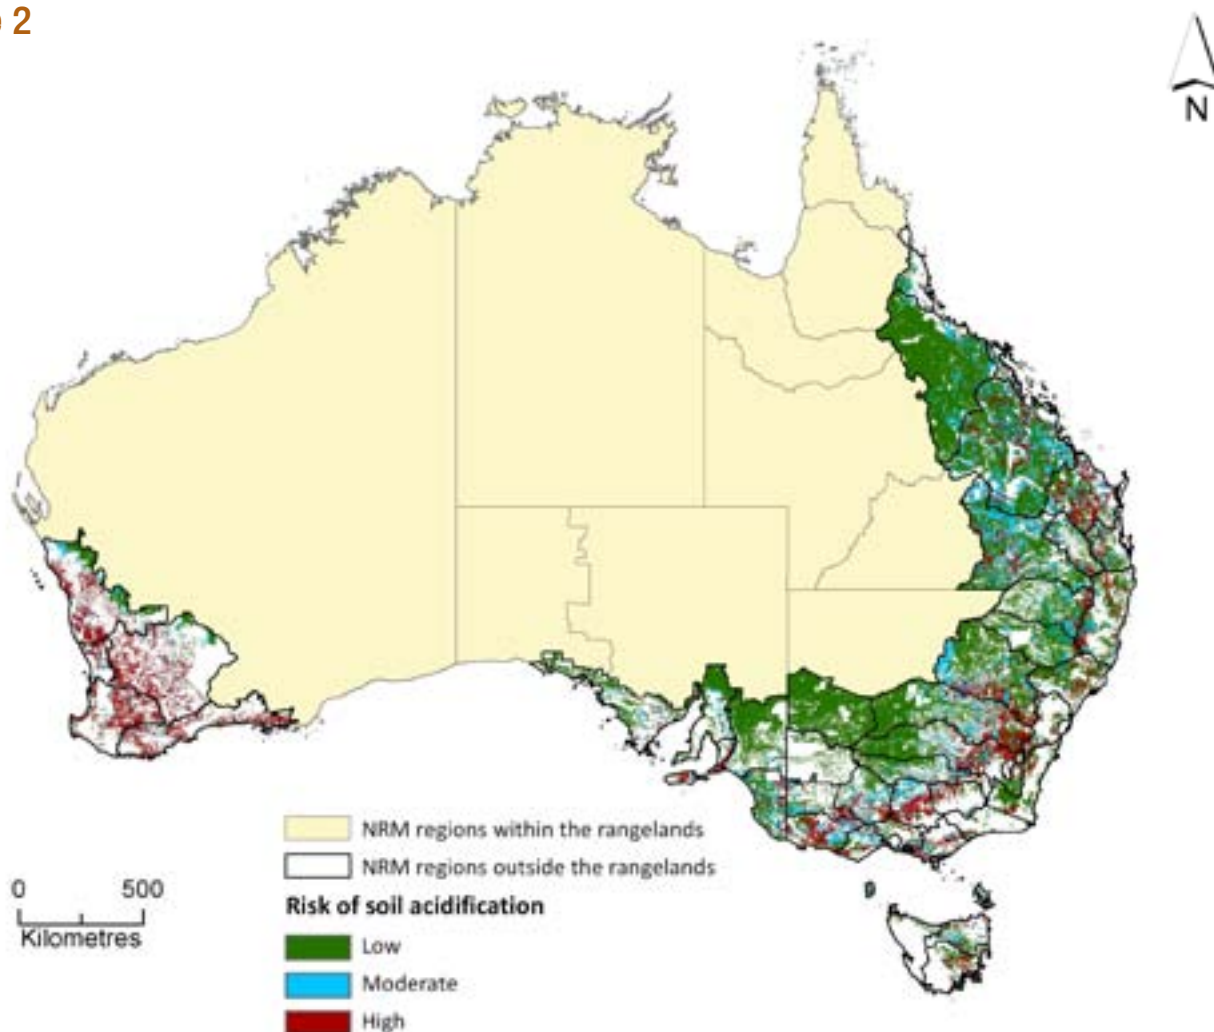 2
N
NRM regions within the rangelands
NRM regions outside the rangelands
0 500
Kilometres
Risk of soil acidification
Low
Moderate
High